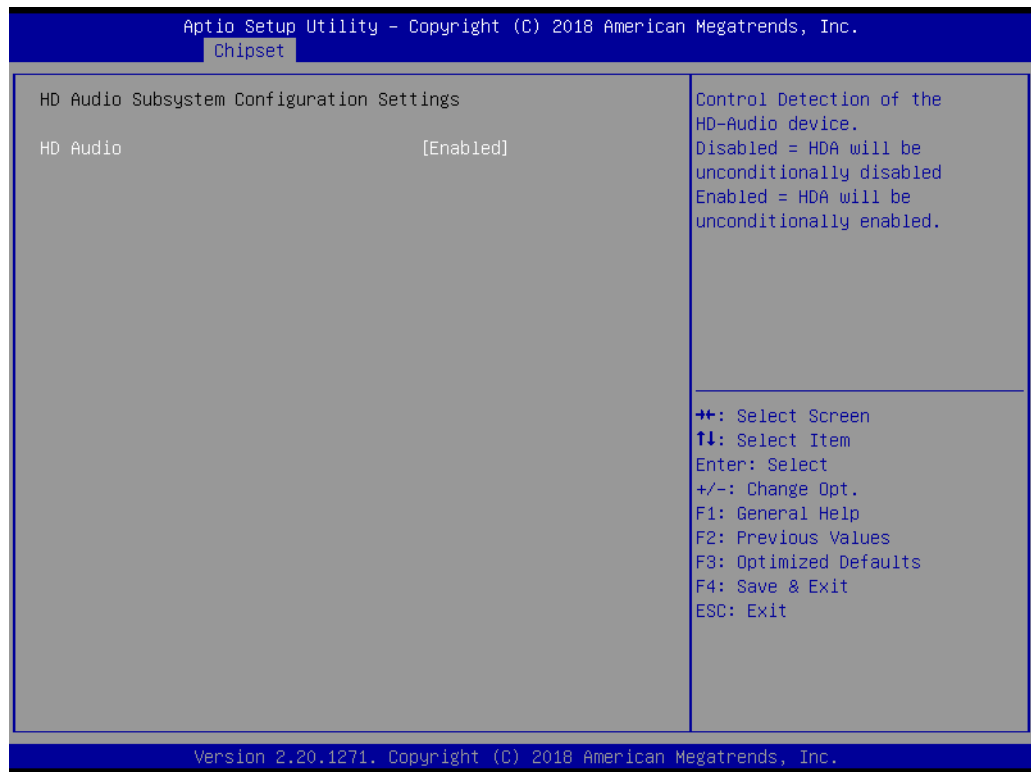 Aptio Setup Utility – Copyright (C) 2018 American Megatrends, Inc.
Chipset
HD Audio Subsystem Configuration Settings
HD Audio [Enabled]
Control Detection of the
HD-Audio device.
Disabled = HDA will be
unconditionally disabled
Enabled = HDA will be
unconditionally enabled.
→←: Select Screen
↑↓: Select Item
Enter: Select
+/-: Change Opt.
F1: General Help
F2: Previous Values
F3: Optimized Defaults
F4: Save & Exit
ESC: Exit
Version 2.20.1271. Copyright (C) 2018 American Megatrends, Inc.